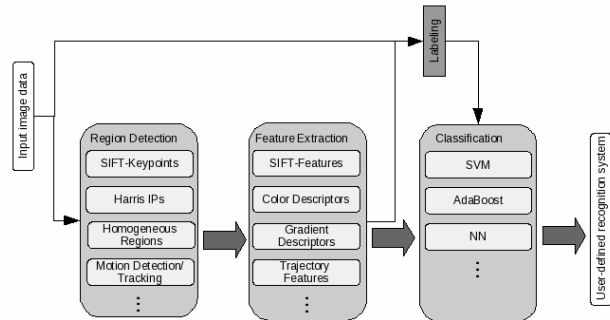 Labeling
Input image data
Region Detection
SIFT-Keypoints
Harris IPs
Homogeneous
Regions
Motion Detection/
Tracking
Feature Extraction
SIFT-Features
Color Descriptors
Gradient
Descriptors
Trajectory
Features
Classification
SVM
AdaBoost
NN
User-defined recognition system